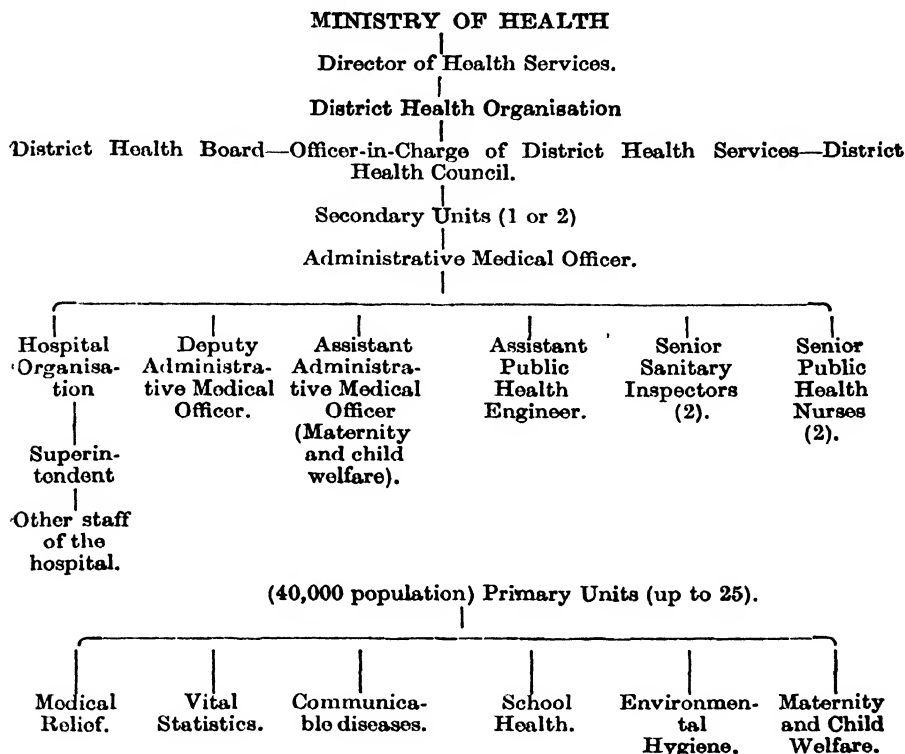 MINISTRY OF HEALTH
Director of Health Services.
District Health Organisation
District Health Board—Officer-in-Charge of District Health Services—District
Health Council.
Secondary Units (1 or 2)
Administrative Medical Officer.
Hospital
Organisa-
tion
Superin-
tendent
Other staff
of the
hospital.
Deputy
Administra-
tive Medical
Officer.
Assistant
Administra-
tive Medical
Officer
(Maternity
and child
welfare).
Assistant
Public
Health
Engineer.
Senior
Sanitary
Inspectors
(2).
Senior
Public
Health
Nurses
(2).
(40,000 population) Primary Units (up to 25).
Medical
Relief.
Vital
Statistics.
Communica-
ble diseases.
School
Health.
Environmen-
tal
Hygiene.
Maternity
and Child
Welfare.